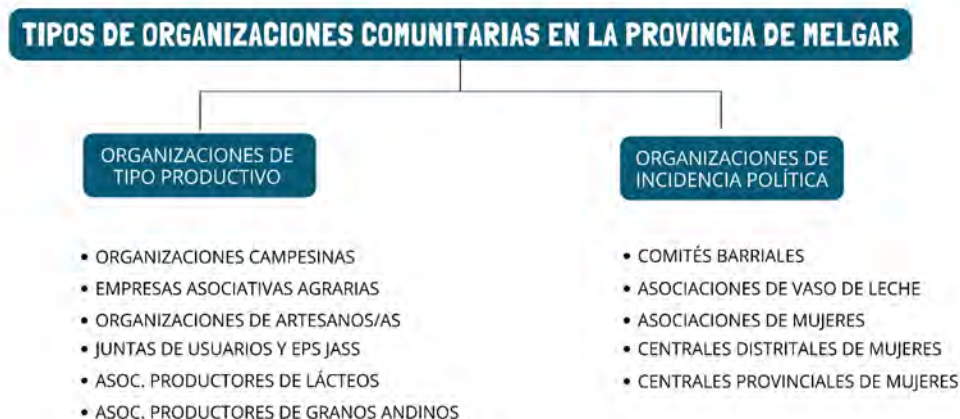 TIPOS DE ORGANIZACIONES COMUNITARIAS EN LA PROVINCIA DE MELGAR
ORGANIZACIONES DE
TIPO PRODUCTIVO
• ORGANIZACIONES CAMPESINAS
• EMPRESAS ASOCIATIVAS AGRARIAS
• ORGANIZACIONES DE ARTESANOS/AS
• JUNTAS DE USUARIOS Y EPS JASS
• ASOC. PRODUCTORES DE LÁCTEOS
• ASOC. PRODUCTORES DE GRANOS ANDINOS
ORGANIZACIONES DE
INCIDENCIA POLÍTICA
• COMITÉS BARRIALES
• ASOCIACIONES DE VASO DE LECHE
• ASOCIACIONES DE MUJERES
• CENTRALES DISTRITALES DE MUJERES
• CENTRALES PROVINCIALES DE MUJERES